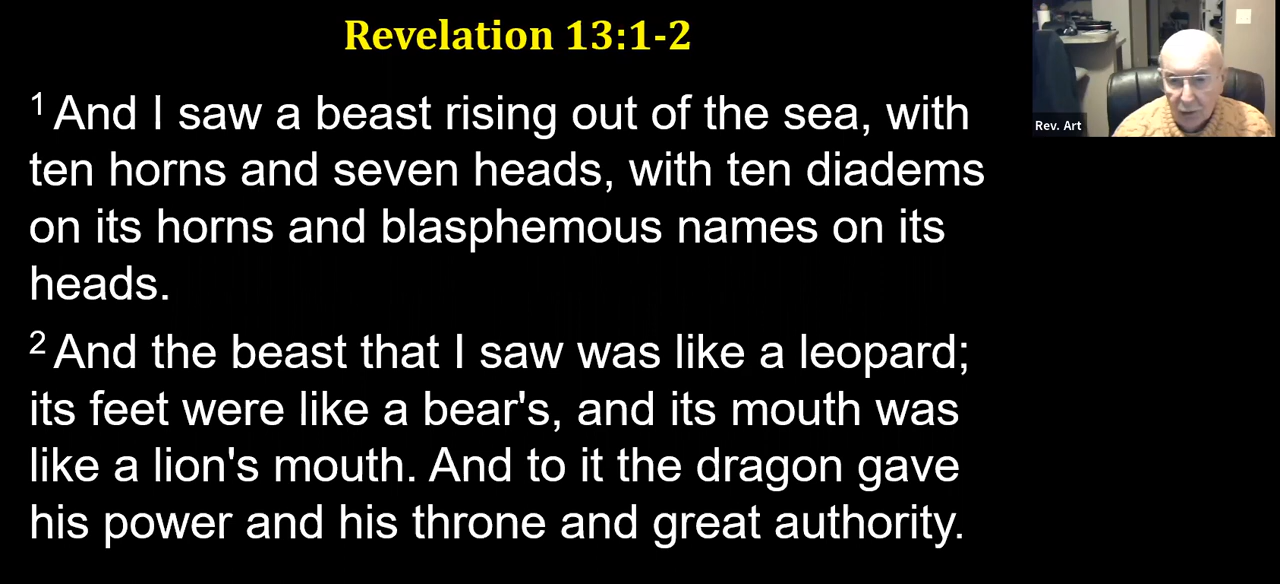 Revelation 13:1-2
1 And I saw a beast rising out of the sea, with
ten horns and seven heads, with ten diadems
on its horns and blasphemous names on its
heads.
2 And the beast that I saw was like a leopard;
its feet were like a bear's, and its mouth was
like a lion's mouth. And to it the dragon gave
his power and his throne and great authority.
Rev. Art